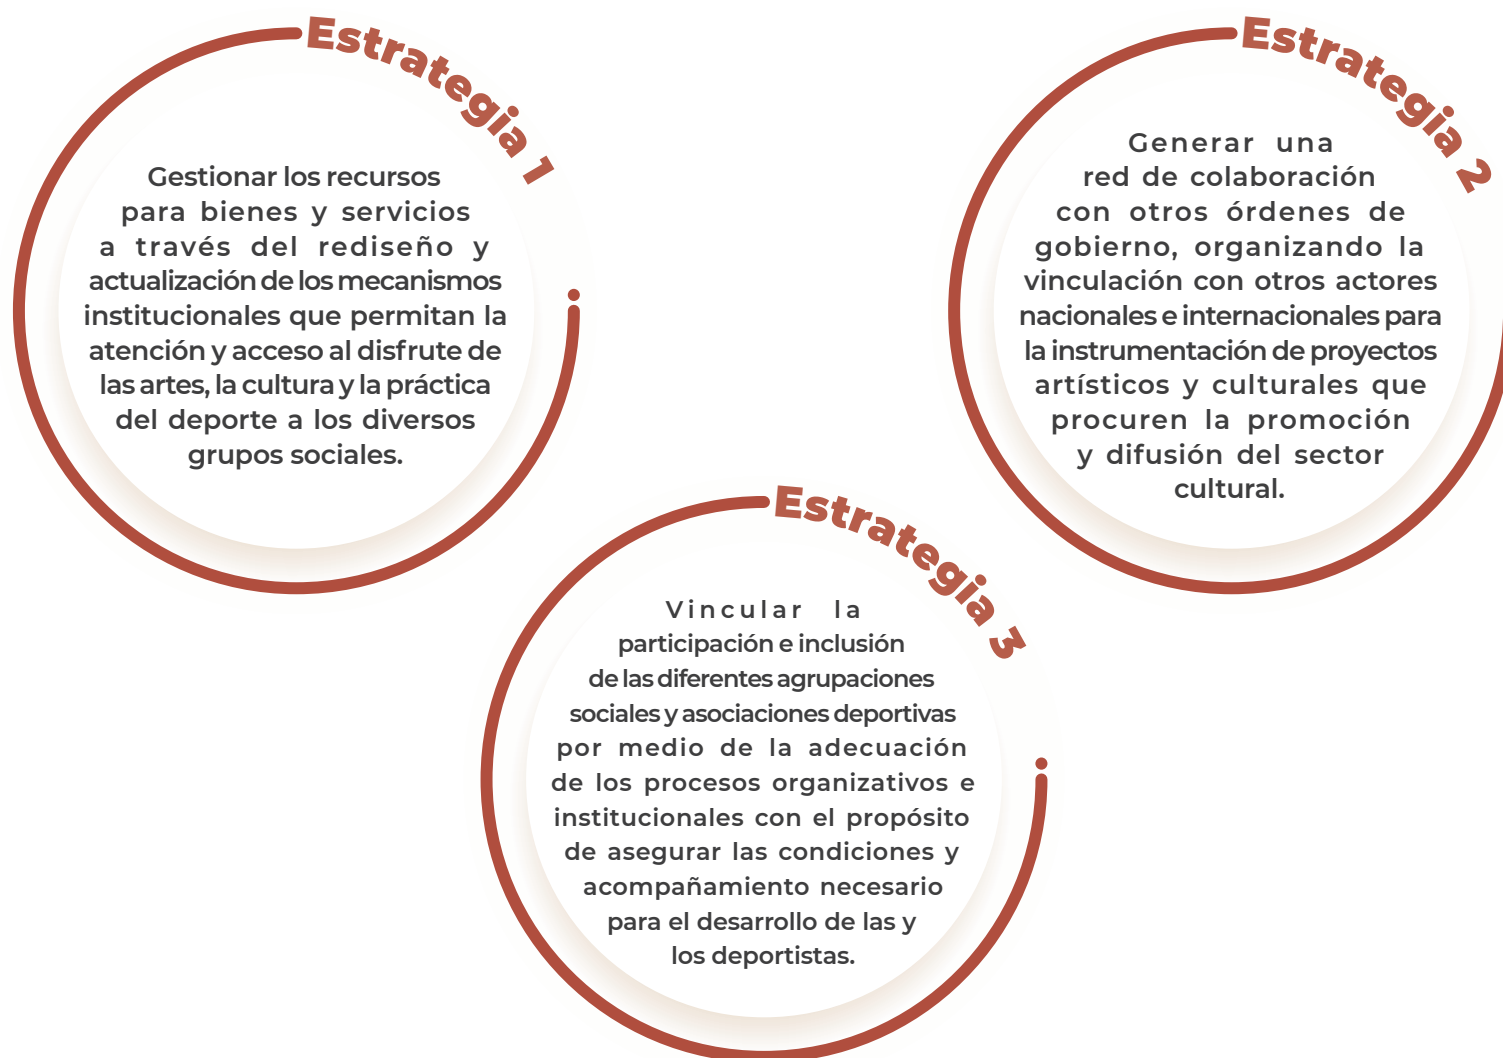 Estrategia 1
Gestionar los recursos
para bienes y servicios
a través del rediseño y
actualización de los mecanismos
institucionales que permitan la
atención y acceso al disfrute de
las artes, la cultura y la práctica
del deporte a los diversos
grupos sociales.
Estrategia 2
Generar una
red de colaboración
con otros órdenes de
gobierno, organizando la
vinculación con otros actores
nacionales e internacionales para
la instrumentación de proyectos
artísticos y culturales que
procuren la promoción
y difusión del sector
cultural.
Estrategia 3
Vincular la
participación e inclusión
de las diferentes agrupaciones
sociales y asociaciones deportivas
por medio de la adecuación
de los procesos organizativos e
institucionales con el propósito
de asegurar las condiciones y
acompañamiento necesario
para el desarrollo de las y
los deportistas.